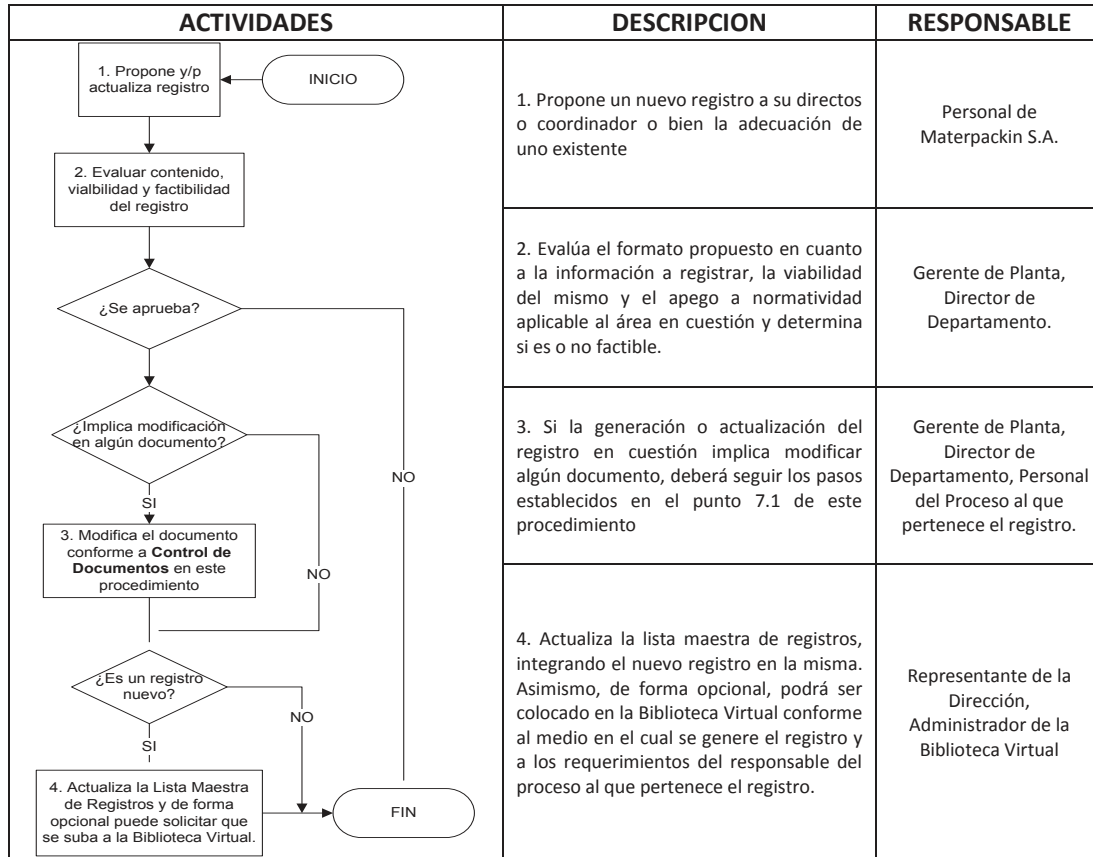 ACTIVIDADES
DESCRIPCION
RESPONSABLE
1. Propone y/p
actualiza registro
INICIO
1. Propone un nuevo registro a su directos
o coordinador o bien la adecuación de
uno existente
Personal de
Materpackin S.A.
2. Evaluar contenido,
vialbilidad y factibilidad
del registro
¿Se aprueba?
2. Evalúa el formato propuesto en cuanto
a la información a registrar, la viabilidad
del mismo y el apego a normatividad
aplicable al área en cuestión y determina
si es o no factible.
Gerente de Planta,
Director de
Departamento.
¿Implica modificación
en algún documento?
NO
SI
3. Modifica el documento
conforme a Control de
Documentos en este
procedimiento
NO
3. Si la generación o actualización del
registro en cuestión implica modificar
algún documento, deberá seguir los pasos
establecidos en el punto 7.1 de este
procedimiento
Gerente de Planta,
Director de
Departamento, Personal
del Proceso al que
pertenece el registro.
¿Es un registro
nuevo?
NO
SI
4. Actualiza la Lista Maestra
de Registros y de forma
opcional puede solicitar que
se suba a la Biblioteca Virtual.
FIN
4. Actualiza la lista maestra de registros,
integrando el nuevo registro en la misma.
Asimismo, de forma opcional, podrá ser
colocado en la Biblioteca Virtual conforme
al medio en el cual se genere el registro y
a los requerimientos del responsable del
proceso al que pertenece el registro.
Representante de la
Dirección,
Administrador de la
Biblioteca Virtual